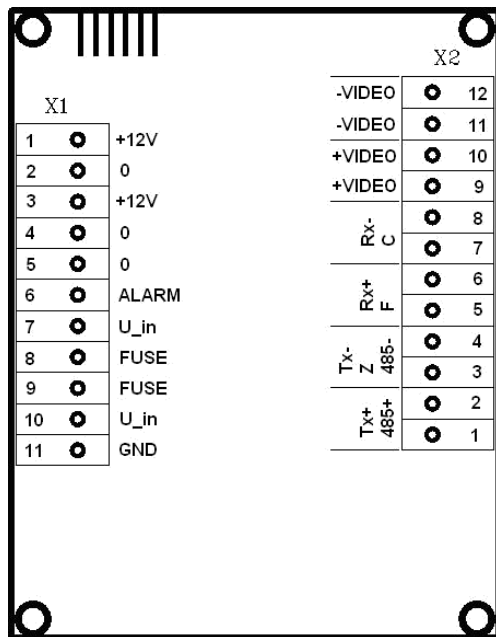 X1
1 +12V
2 0
3 +12V
4 0
5 0
6 ALARM
7 U_in
8 FUSE
9 FUSE
10 U_in
11 GND
X2
-VIDEO 12
-VIDEO 11
+VIDEO 10
+VIDEO 9
8
7
Rx-
C
6
5
Rx+
F
4
3
Tx-
Z
485-
2
1
Tx+
485+